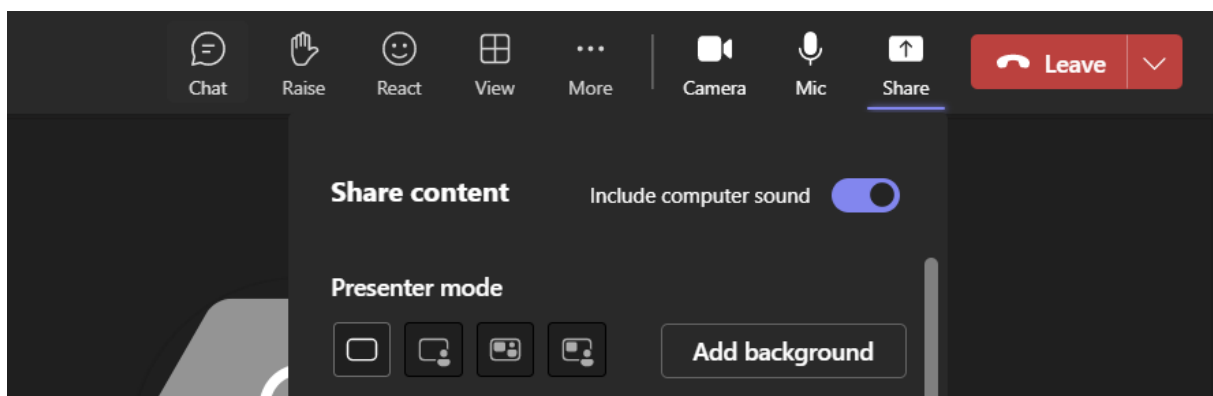 Chat Raise React View More Camera Mic Share Leave
Share content Include computer sound
Presenter mode
Add background